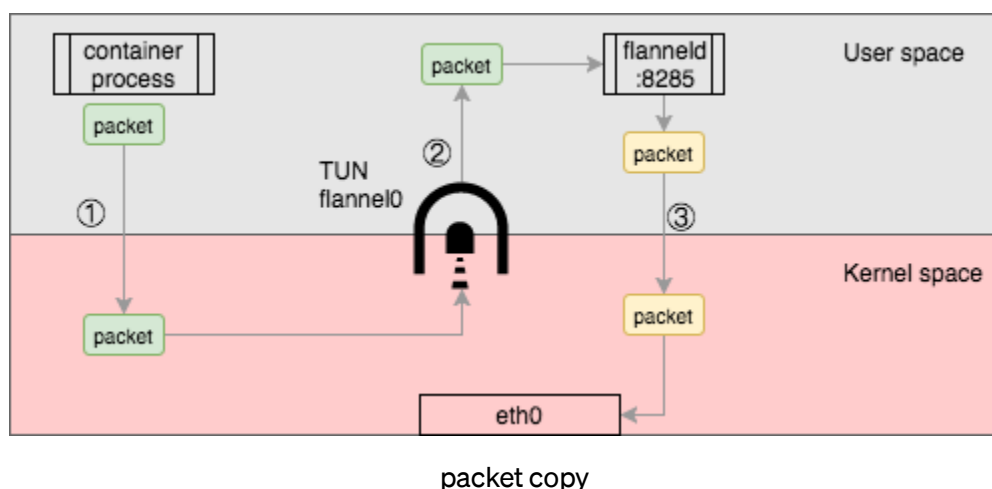 container
process
packet
①
packet
TUN
flannel0
②
packet
flanneld
:8285
packet
③
packet
eth0
User space
Kernel space
packet copy